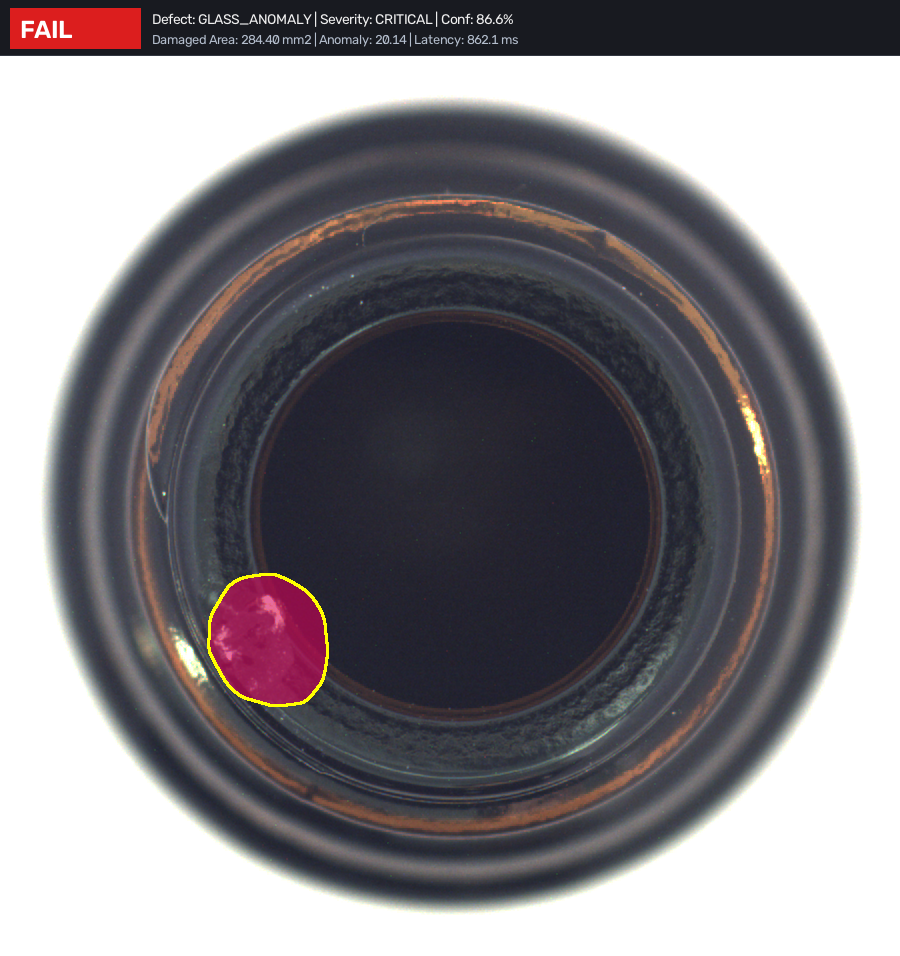 FAIL
Defect: GLASS_ANOMALY | Severity: CRITICAL | Conf: 86.6%
Damaged Area: 284.40 mm2 | Anomaly: 20.14 | Latency: 862.1 ms